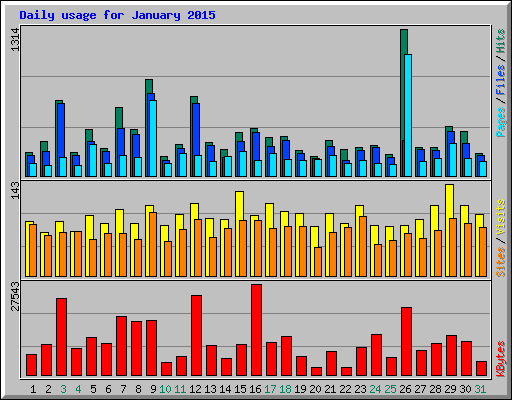 Daily usage for January 2015
1314
Pages / Files / Hits
143
Sites / Visits
27543
KBytes
1 2 3 4 5 6 7 8 9 10 11 12 13 14 15 16 17 18 19 20 21 22 23 24 25 26 27 28 29 30 31